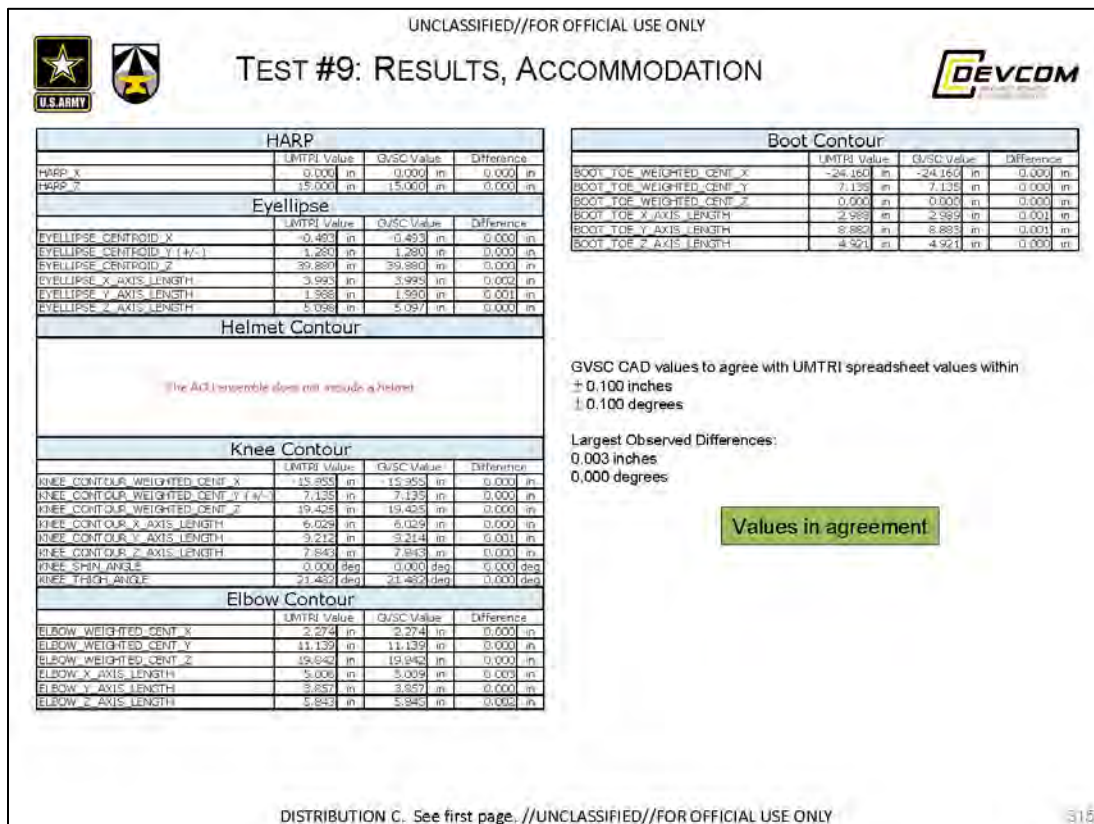 UNCLASSIFIED//FOR OFFICIAL USE ONLY
TEST #9: RESULTS, ACCOMMODATION
U.S.ARMY
DEVCOM
HARP
UMTRI Value GVSC Value Difference
HARP_X 0.000 in 0.000 in 0.000 in
HARP_Z 15.000 in 15.000 in 0.000 in
Eyellipse
UMTRI Value GVSC Value Difference
EYELLIPSE_CENTROID_X -0.493 in -0.493 in 0.000 in
EYELLIPSE_CENTROID_Y (+/-) 1.280 in 1.280 in 0.000 in
EYELLIPSE_CENTROID_Z 39.880 in 39.880 in 0.000 in
EYELLIPSE_X_AXIS_LENGTH 3.993 in 3.995 in 0.002 in
EYELLIPSE_Y_AXIS_LENGTH 1.988 in 1.990 in 0.001 in
EYELLIPSE_Z_AXIS_LENGTH 5.098 in 5.097 in 0.000 in
Helmet Contour
The ACU ensemble does not include a helmet
Knee Contour
UMTRI Value GVSC Value Difference
KNEE_CONTOUR_WEIGHTED_CENT_X -15.955 in -15.955 in 0.000 in
KNEE_CONTOUR_WEIGHTED_CENT_Y (+/-) 7.135 in 7.135 in 0.000 in
KNEE_CONTOUR_WEIGHTED_CENT_Z 19.425 in 19.425 in 0.000 in
KNEE_CONTOUR_X_AXIS_LENGTH 6.029 in 6.029 in 0.000 in
KNEE_CONTOUR_Y_AXIS_LENGTH 9.212 in 9.214 in 0.001 in
KNEE_CONTOUR_Z_AXIS_LENGTH 7.843 in 7.843 in 0.000 in
KNEE_SHIN_ANGLE 0.000 deg 0.000 deg 0.000 deg
KNEE_THIGH_ANGLE 21.482 deg 21.482 deg 0.000 deg
Elbow Contour
UMTRI Value GVSC Value Difference
ELBOW_WEIGHTED_CENT_X 2.274 in 2.274 in 0.000 in
ELBOW_WEIGHTED_CENT_Y 11.139 in 11.139 in 0.000 in
ELBOW_WEIGHTED_CENT_Z 19.842 in 19.842 in 0.000 in
ELBOW_X_AXIS_LENGTH 5.006 in 5.009 in 0.003 in
ELBOW_Y_AXIS_LENGTH 3.857 in 3.857 in 0.000 in
ELBOW_Z_AXIS_LENGTH 5.843 in 5.845 in 0.002 in
Boot Contour
UMTRI Value GVSC Value Difference
BOOT_TOE_WEIGHTED_CENT_X -24.160 in -24.160 in 0.000 in
BOOT_TOE_WEIGHTED_CENT_Y 7.135 in 7.135 in 0.000 in
BOOT_TOE_WEIGHTED_CENT_Z 0.000 in 0.000 in 0.000 in
BOOT_TOE_X_AXIS_LENGTH 2.988 in 2.989 in 0.001 in
BOOT_TOE_Y_AXIS_LENGTH 8.882 in 8.883 in 0.001 in
BOOT_TOE_Z_AXIS_LENGTH 4.921 in 4.921 in 0.000 in
GVSC CAD values to agree with UMTRI spreadsheet values within
±0.100 inches
±0.100 degrees
Largest Observed Differences:
0.003 inches
0.000 degrees
Values in agreement
DISTRIBUTION C. See first page. //UNCLASSIFIED//FOR OFFICIAL USE ONLY
315